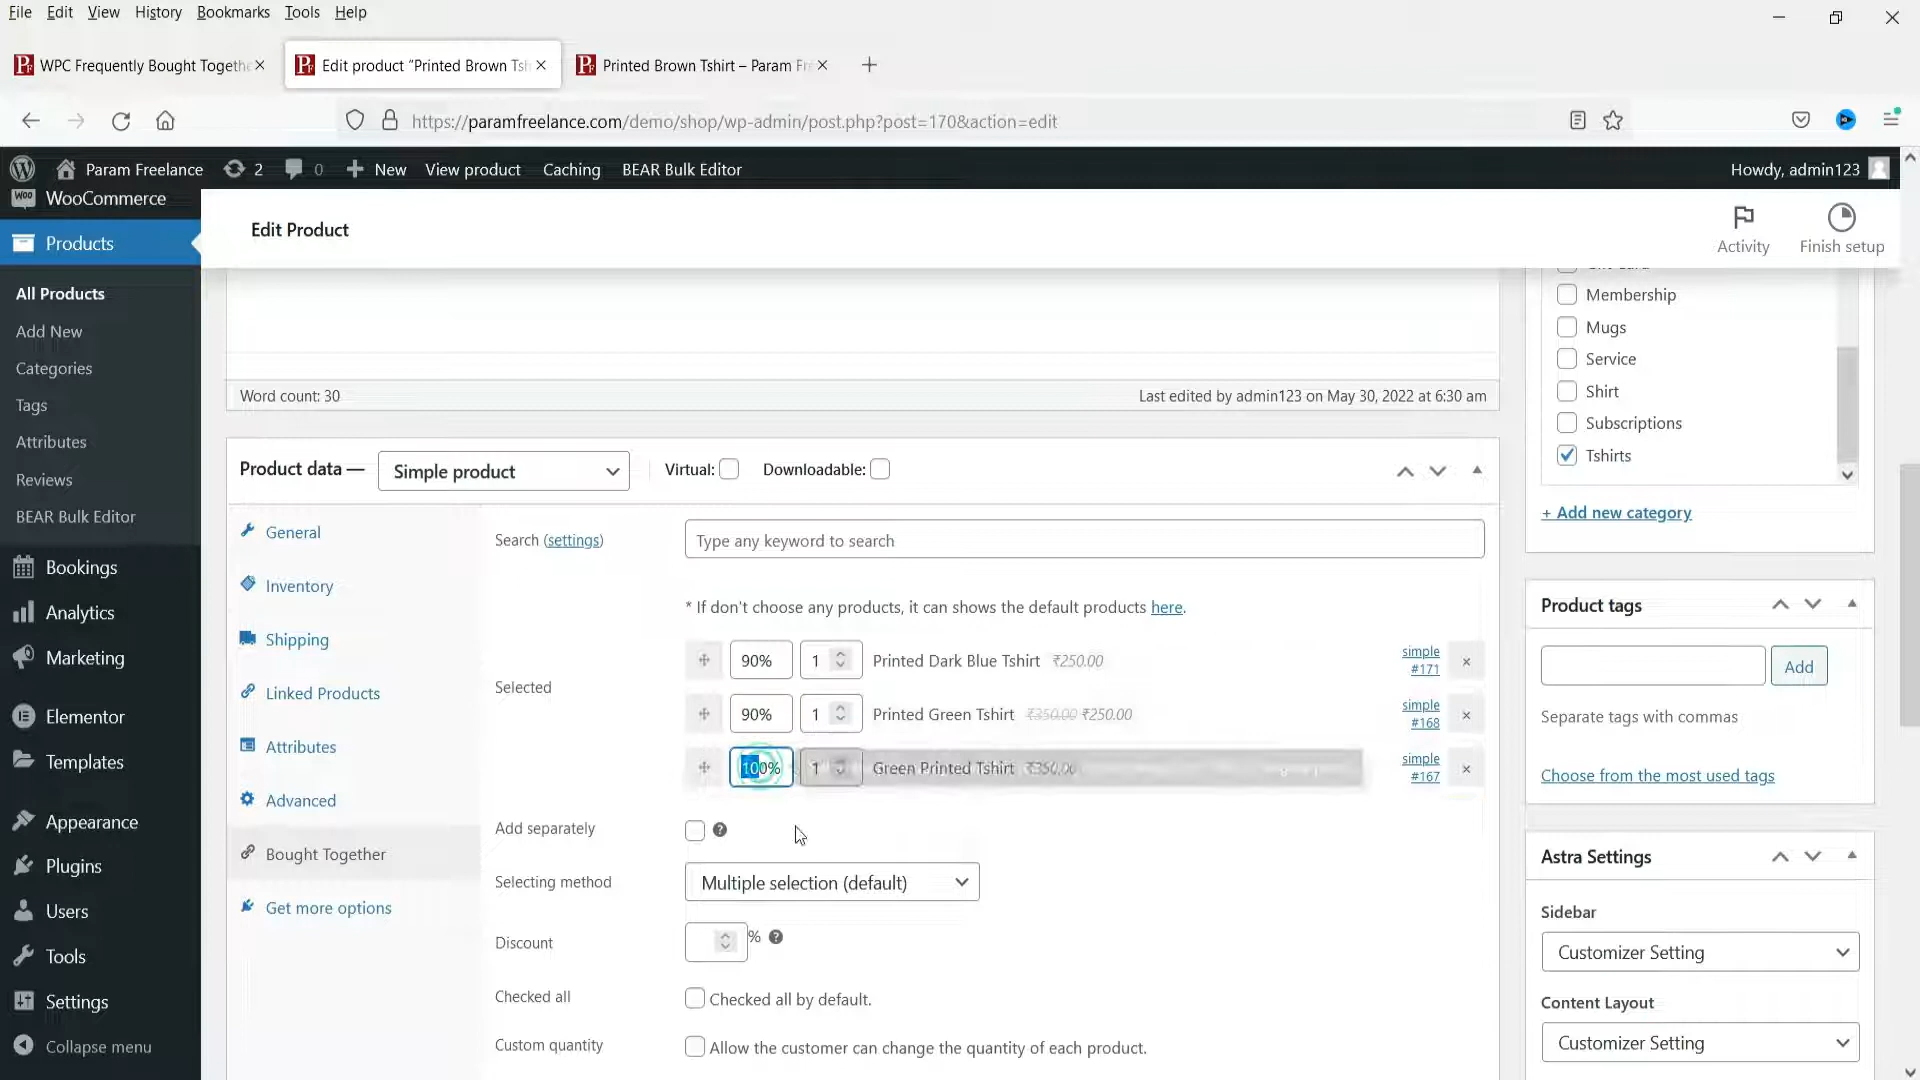 File Edit View History Bookmarks Tools Help
WPC Frequently Bought Togethe
Edit product “Printed Brown Tsh
Printed Brown Tshirt – Param Fre
https://paramfreelance.com/demo/shop/wp-admin/post.php?post=170&action=edit
Param Freelance 2 0 New View product Caching BEAR Bulk Editor Howdy, admin123
WooCommerce
Products
All Products
Add New
Categories
Tags
Attributes
Reviews
BEAR Bulk Editor
Bookings
Analytics
Marketing
Elementor
Templates
Appearance
Plugins
Users
Tools
Settings
Collapse menu
Edit Product
Activity
Finish setup
Word count: 30
Last edited by admin123 on May 30, 2022 at 6:30 am
Product data —
Simple product
Virtual:
Downloadable:
General
Inventory
Shipping
Linked Products
Attributes
Advanced
Bought Together
Get more options
Search (settings)
Type any keyword to search
* If don't choose any products, it can shows the default products here.
Selected
90% 1 Printed Dark Blue Tshirt ₹250.00 simple
#171
90% 1 Printed Green Tshirt ₹350.00 ₹250.00 simple
#168
100% 1 Green Printed Tshirt ₹350.00 simple
#167
Add separately
Selecting method
Multiple selection (default)
Discount
%
Checked all
Checked all by default.
Custom quantity
Allow the customer can change the quantity of each product.
Membership
Mugs
Service
Shirt
Subscriptions
Tshirts
+ Add new category
Product tags
Add
Separate tags with commas
Choose from the most used tags
Astra Settings
Sidebar
Customizer Setting
Content Layout
Customizer Setting